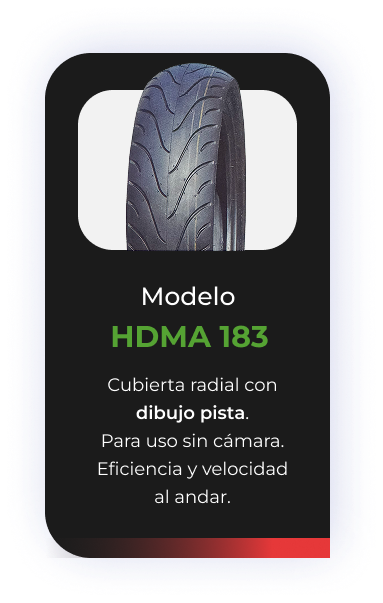 Modelo
HDMA 183
Cubierta radial con
dibujo pista.
Para uso sin cámara.
Eficiencia y velocidad
al andar.